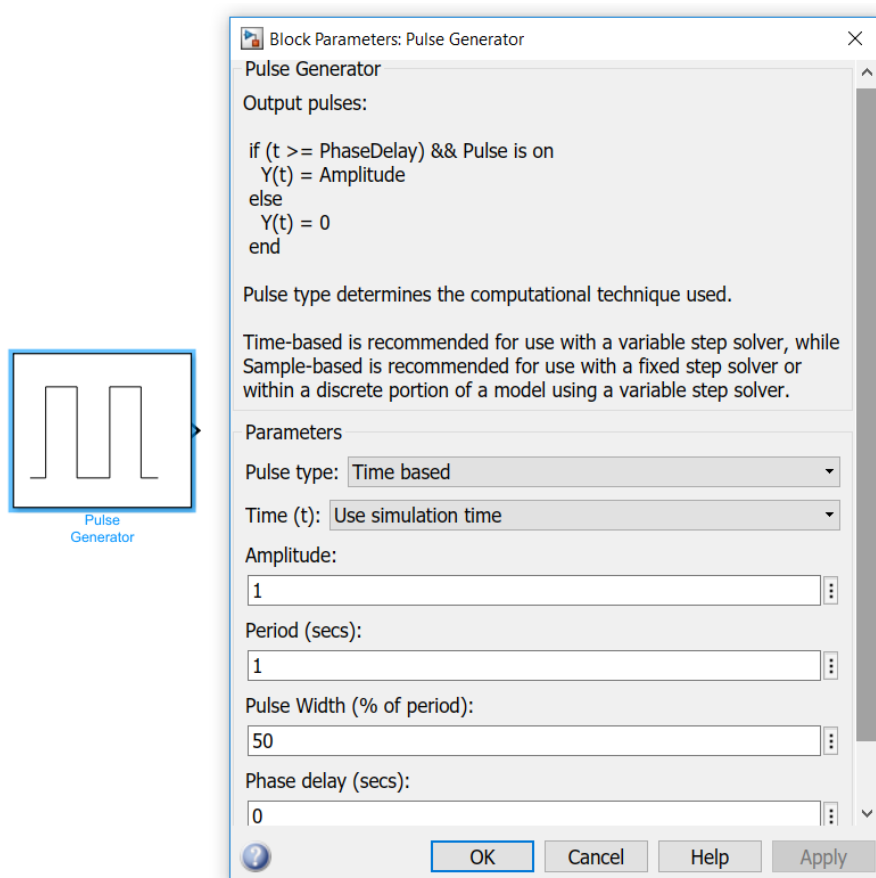 Block Parameters: Pulse Generator
Pulse Generator
Output pulses:
if (t >= PhaseDelay) && Pulse is on
Y(t) = Amplitude
else
Y(t) = 0
end
Pulse type determines the computational technique used.
Time-based is recommended for use with a variable step solver, while
Sample-based is recommended for use with a fixed step solver or
within a discrete portion of a model using a variable step solver.
Parameters
Pulse type: Time based
Time (t): Use simulation time
Amplitude:
1
Period (secs):
1
Pulse Width (% of period):
50
Phase delay (secs):
0
OK Cancel Help Apply
Pulse
Generator